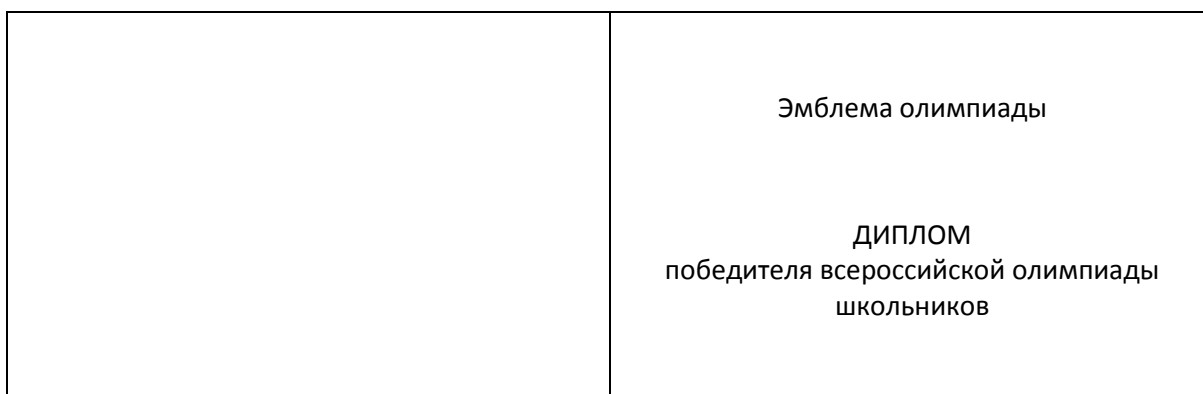 Эмблема олимпиады
ДИПЛОМ
победителя всероссийской олимпиады
школьников